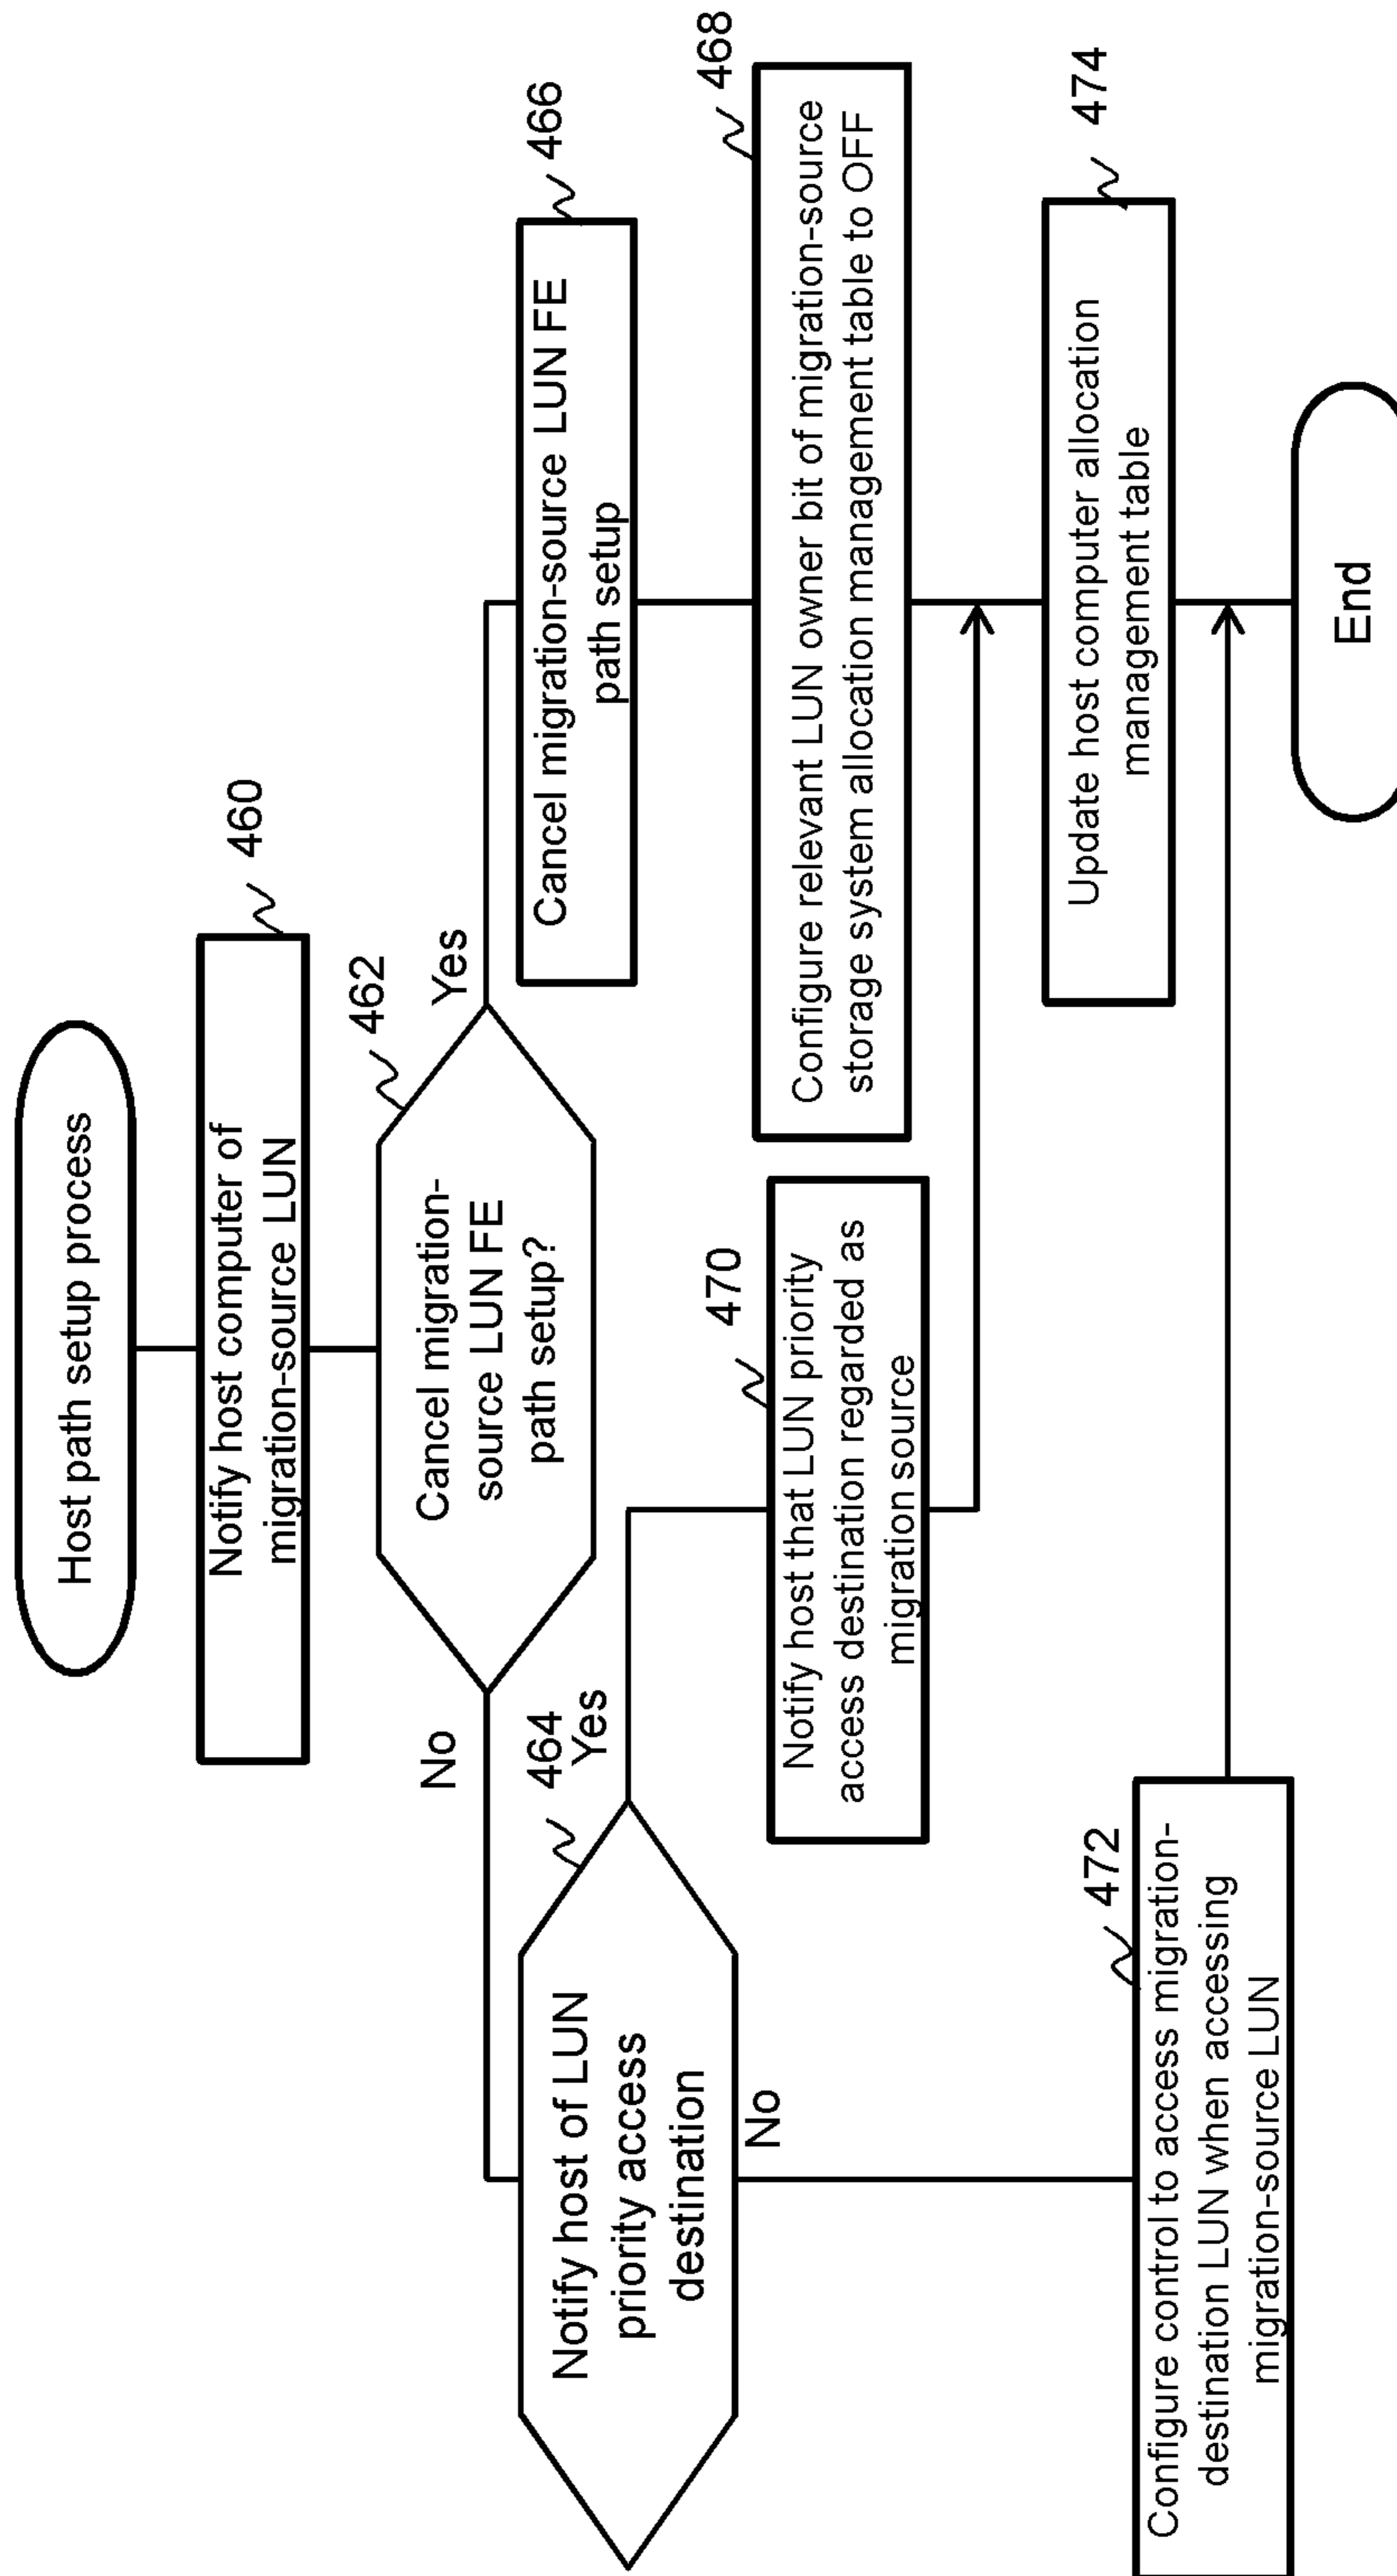 Host path setup process
460
Notify host computer of
migration-source LUN
462
Cancel migration-
source LUN FE
path setup?
Yes
No
466
Cancel migration-source LUN FE
path setup
464
Notify host of LUN
priority access
destination
Yes
No
468
Configure relevant LUN owner bit of migration-source
storage system allocation management table to OFF
470
Notify host that LUN priority
access destination regarded as
migration source
474
Update host computer allocation
management table
472
Configure control to access migration-
destination LUN when accessing
migration-source LUN
End